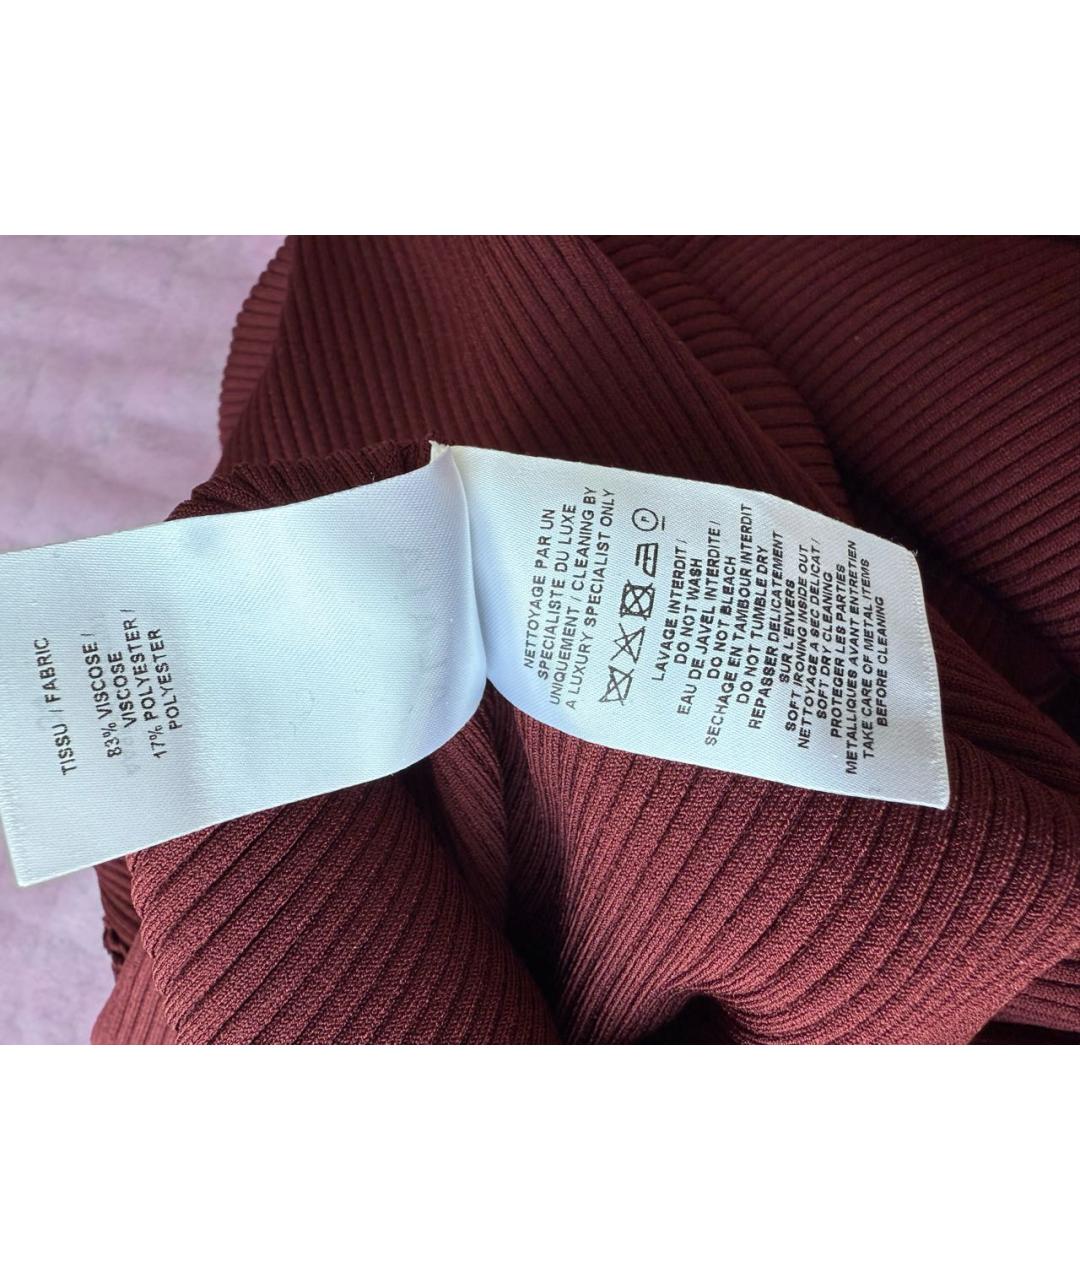 TISSU / FABRIC
83% VISCOSE /
VISCOSE
17% POLYESTER /
POLYESTER
NETTOYAGE PAR UN
SPECIALISTE DU LUXE
UNIQUEMENT / CLEANING BY
A LUXURY SPECIALIST ONLY
P
LAVAGE INTERDIT /
DO NOT WASH
EAU DE JAVEL INTERDITE /
DO NOT BLEACH
SECHAGE EN TAMBOUR INTERDIT
DO NOT TUMBLE DRY
REPASSER DELICATEMENT
SUR L'ENVERS
SOFT IRONING INSIDE OUT
NETTOYAGE A SEC DELICAT /
SOFT DRY CLEANING
PROTEGER LES PARTIES
METALLIQUES AVANT ENTRETIEN
TAKE CARE OF METAL ITEMS
BEFORE CLEANING